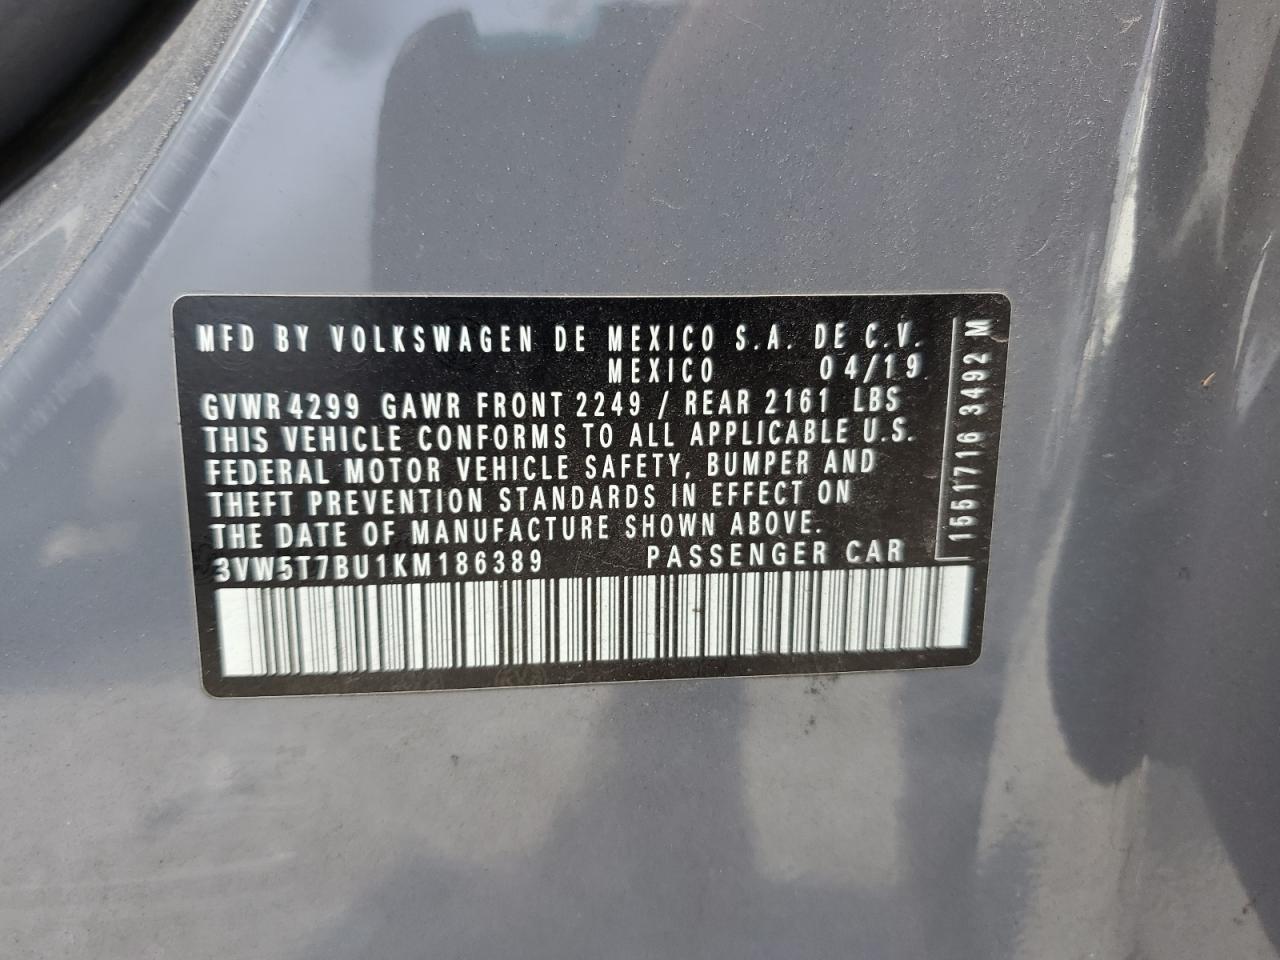 MFD BY VOLKSWAGEN DE MEXICO S.A. DE C.V.
MEXICO 04/19
GVWR 4299 GAWR FRONT 2249 / REAR 2161 LBS
THIS VEHICLE CONFORMS TO ALL APPLICABLE U.S.
FEDERAL MOTOR VEHICLE SAFETY, BUMPER AND
THEFT PREVENTION STANDARDS IN EFFECT ON
THE DATE OF MANUFACTURE SHOWN ABOVE.
3VW5T7BU1KM186389 PASSENGER CAR
1551716 3492 M